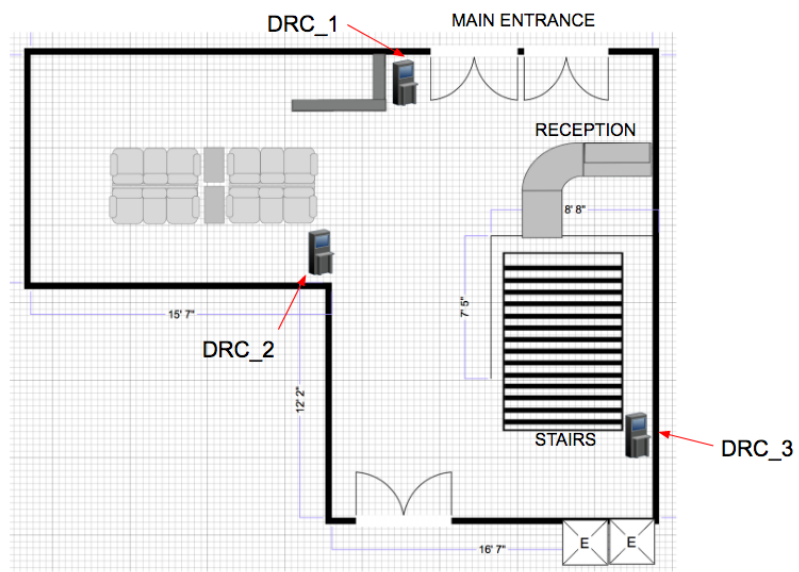 DRC_1
MAIN ENTRANCE
RECEPTION
8' 8"
7' 5"
15' 7"
DRC_2
12' 2"
STAIRS
DRC_3
16' 7"
E
E